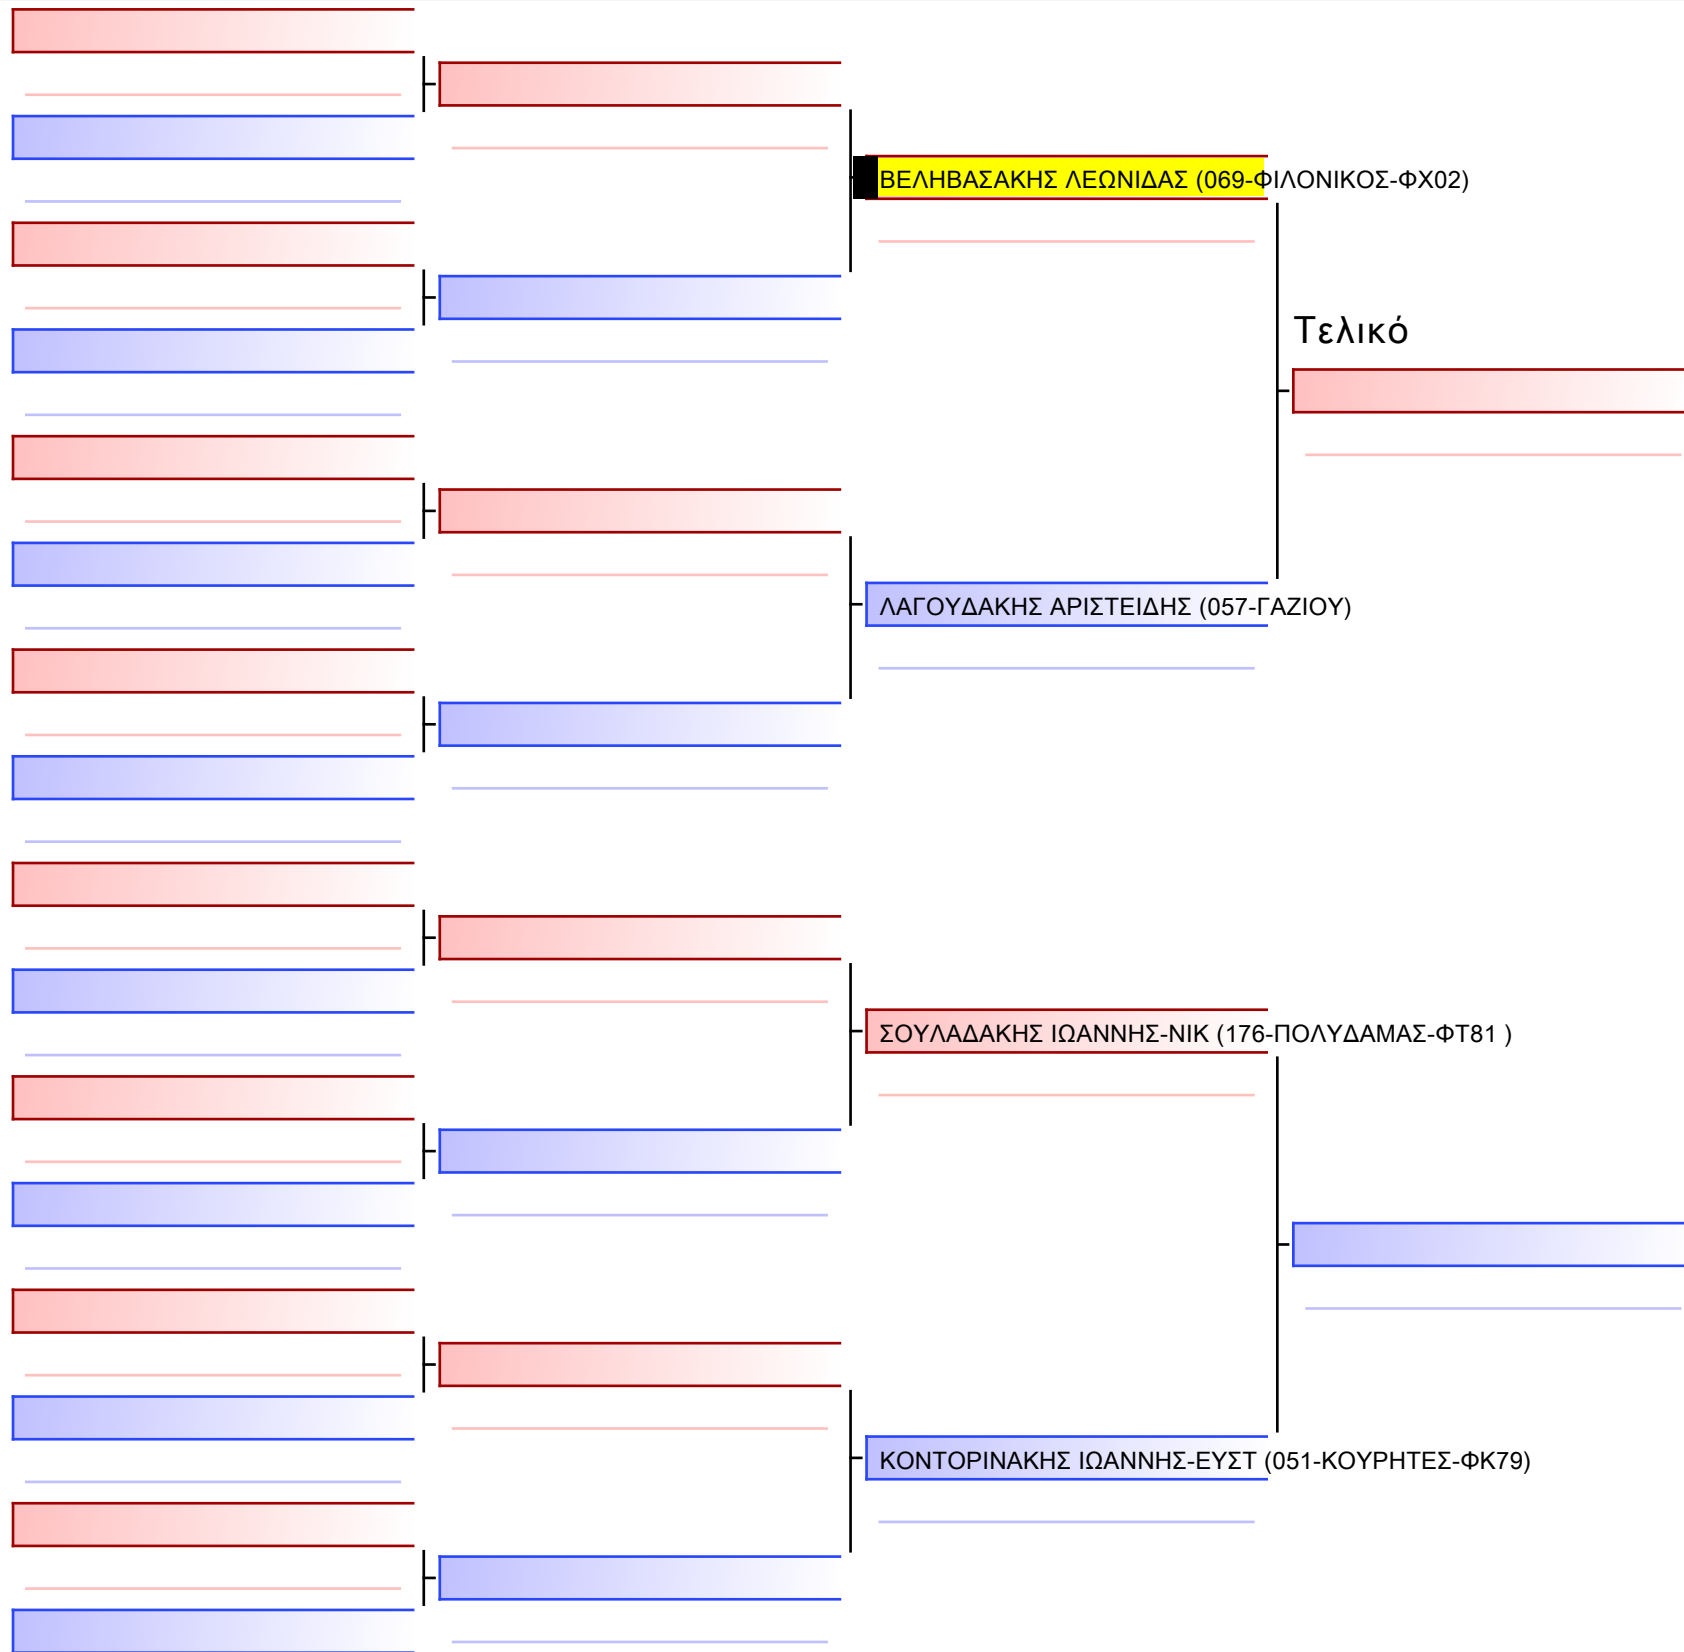 ΒΕΛΗΒΑΣΑΚΗΣ ΛΕΩΝΙΔΑΣ (069-ΦΙΛΟΝΙΚΟΣ-ΦΧ02)
Τελικό
ΛΑΓΟΥΔΑΚΗΣ ΑΡΙΣΤΕΙΔΗΣ (057-ΓΑΖΙΟΥ)
ΣΟΥΛΑΔΑΚΗΣ ΙΩΑΝΝΗΣ-ΝΙΚ (176-ΠΟΛΥΔΑΜΑΣ-ΦΤ81 )
ΚΟΝΤΟΡΙΝΑΚΗΣ ΙΩΑΝΝΗΣ-ΕΥΣΤ (051-ΚΟΥΡΗΤΕΣ-ΦΚ79)